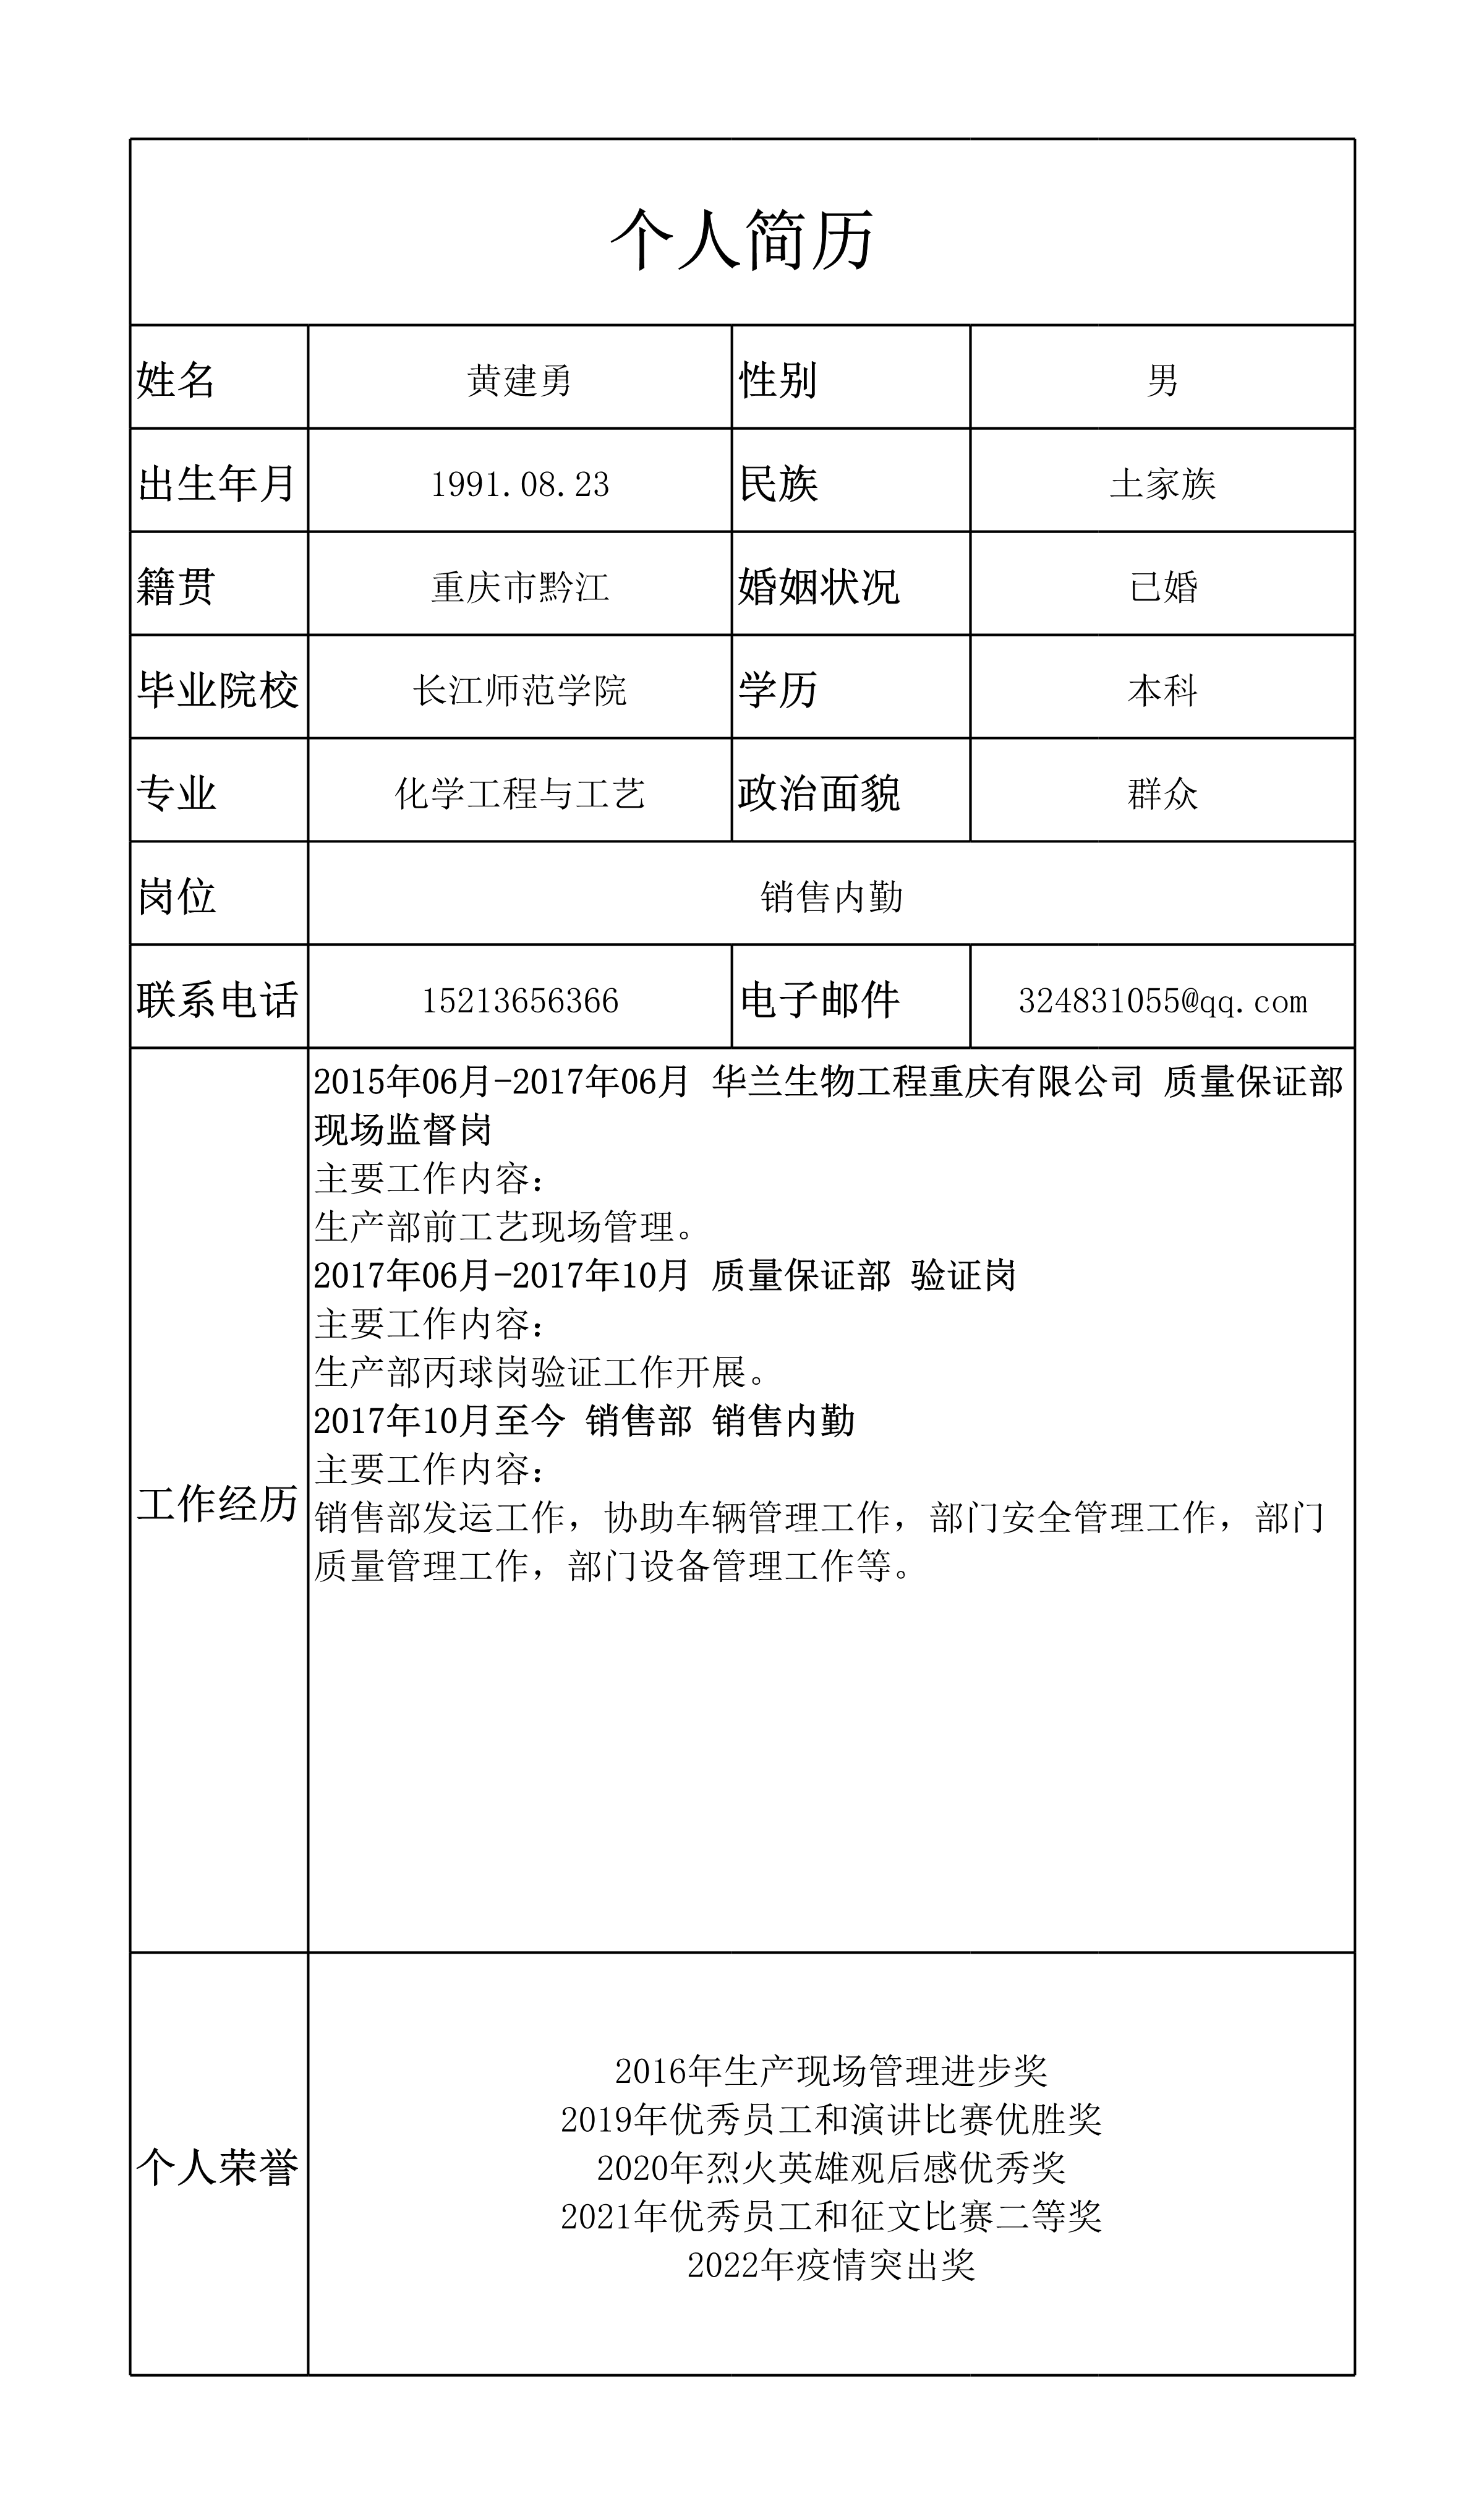 个人简历
姓名 黄建勇 性别 男
出生年月 1991.08.23 民族 土家族
籍贯 重庆市黔江 婚姻状况 已婚
毕业院校 长江师范学院 学历 本科
专业 化学工程与工艺 政治面貌 群众
岗位 销售内勤
联系电话 15213656366 电子邮件 324831055@qq.com
工作经历
2015年06月-2017年06月 华兰生物工程重庆有限公司 质量保证部
现场监督岗
主要工作内容：
生产部前工艺现场管理。
2017年06月-2017年10月 质量保证部 验证岗
主要工作内容：
生产部丙球岗验证工作开展。
2017年10月至今 销售部 销售内勤
主要工作内容：
销售部发运工作，协助车辆管理工作，部门安全管理工作，部门
质量管理工作，部门设备管理工作等。
个人荣誉
2016年生产现场管理进步奖
2019年优秀员工和演讲比赛优胜奖
2020年烈火英雄观后感优秀奖
2021年优秀员工和征文比赛二等奖
2022年疫情突出奖